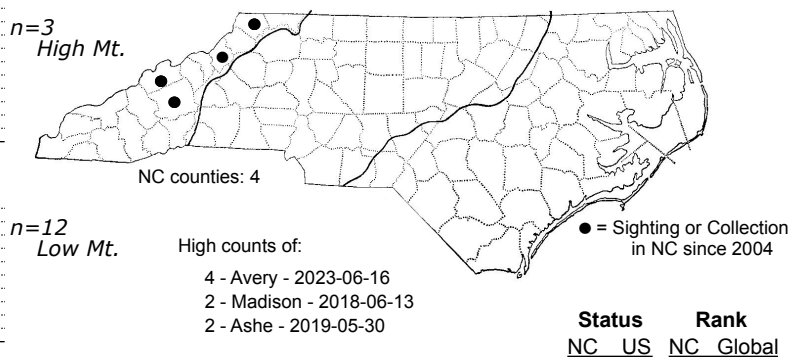 n=3
High Mt.
NC counties: 4
n=12
Low Mt.
High counts of:
4 - Avery - 2023-06-16
2 - Madison - 2018-06-13
2 - Ashe - 2019-05-30
● = Sighting or Collection
in NC since 2004
Status Rank
NC US NC Global